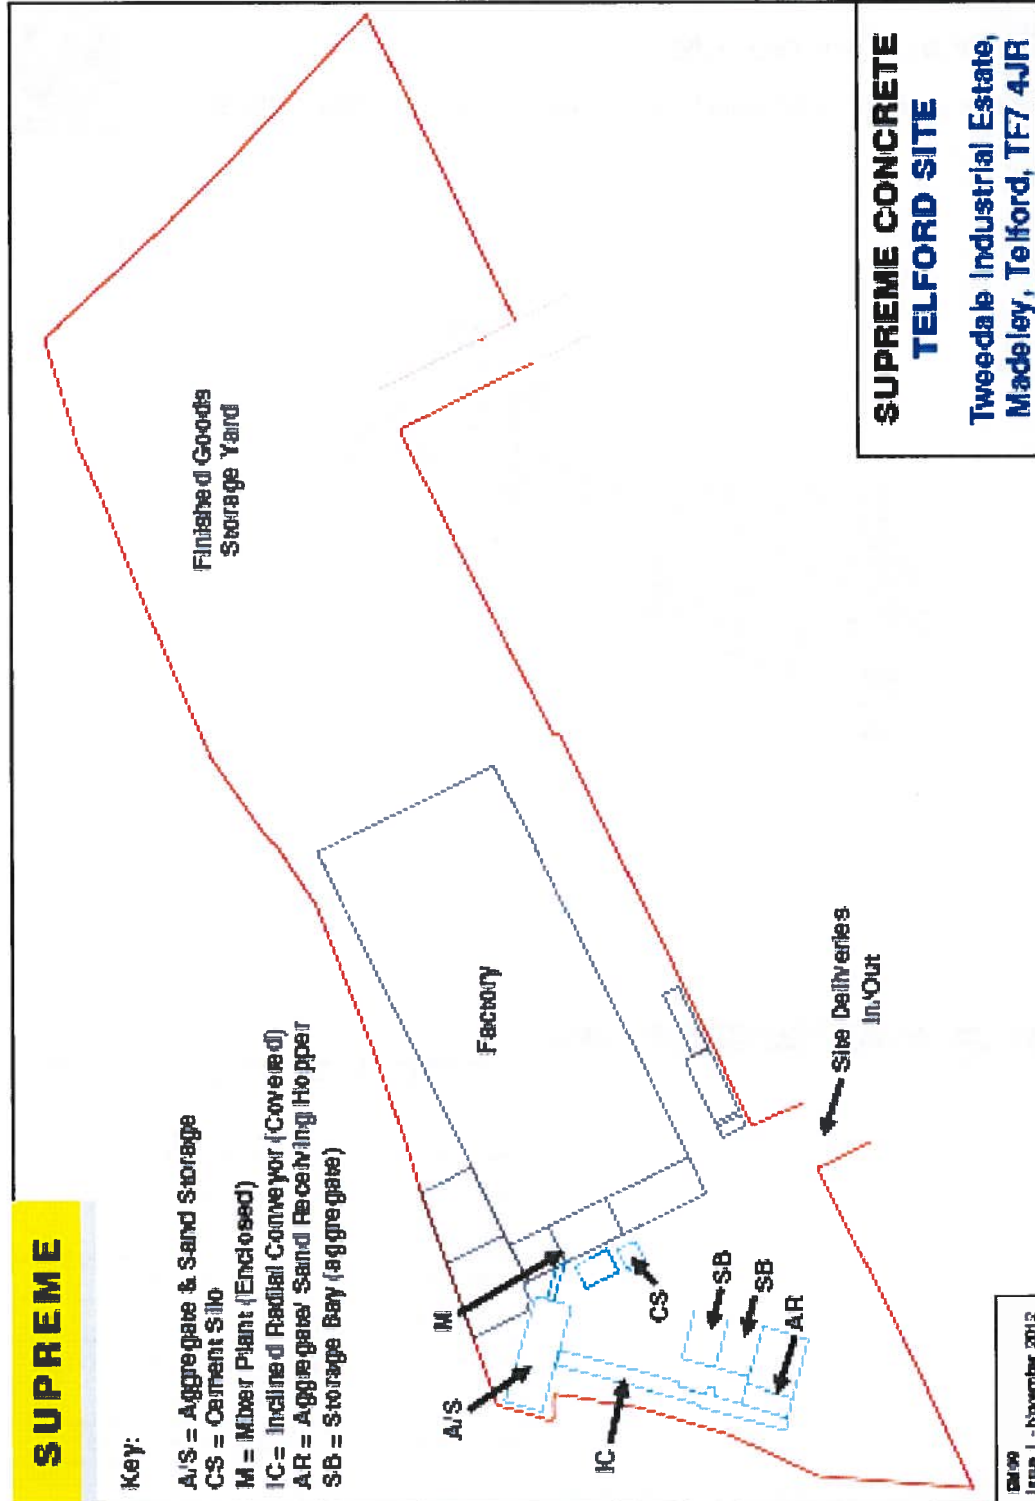 SUPREME
Key:
A/S = Aggregate & Sand Storage
CS = Cement Silo
M = Mixer Plant (Enclosed)
IC = Inclined Radial Conveyor (Covered)
AR = Aggregate/ Sand Receiving Hopper
SB = Storage Bay (aggregate)
Finished Goods
Storage Yard
Factory
M
A/S
CS
IC
SB
SB
AR
Site Deliveries
In/Out
SUPREME CONCRETE
TELFORD SITE
Tweedale Industrial Estate,
Madeley, Telford, TF7 4JR
November 2012